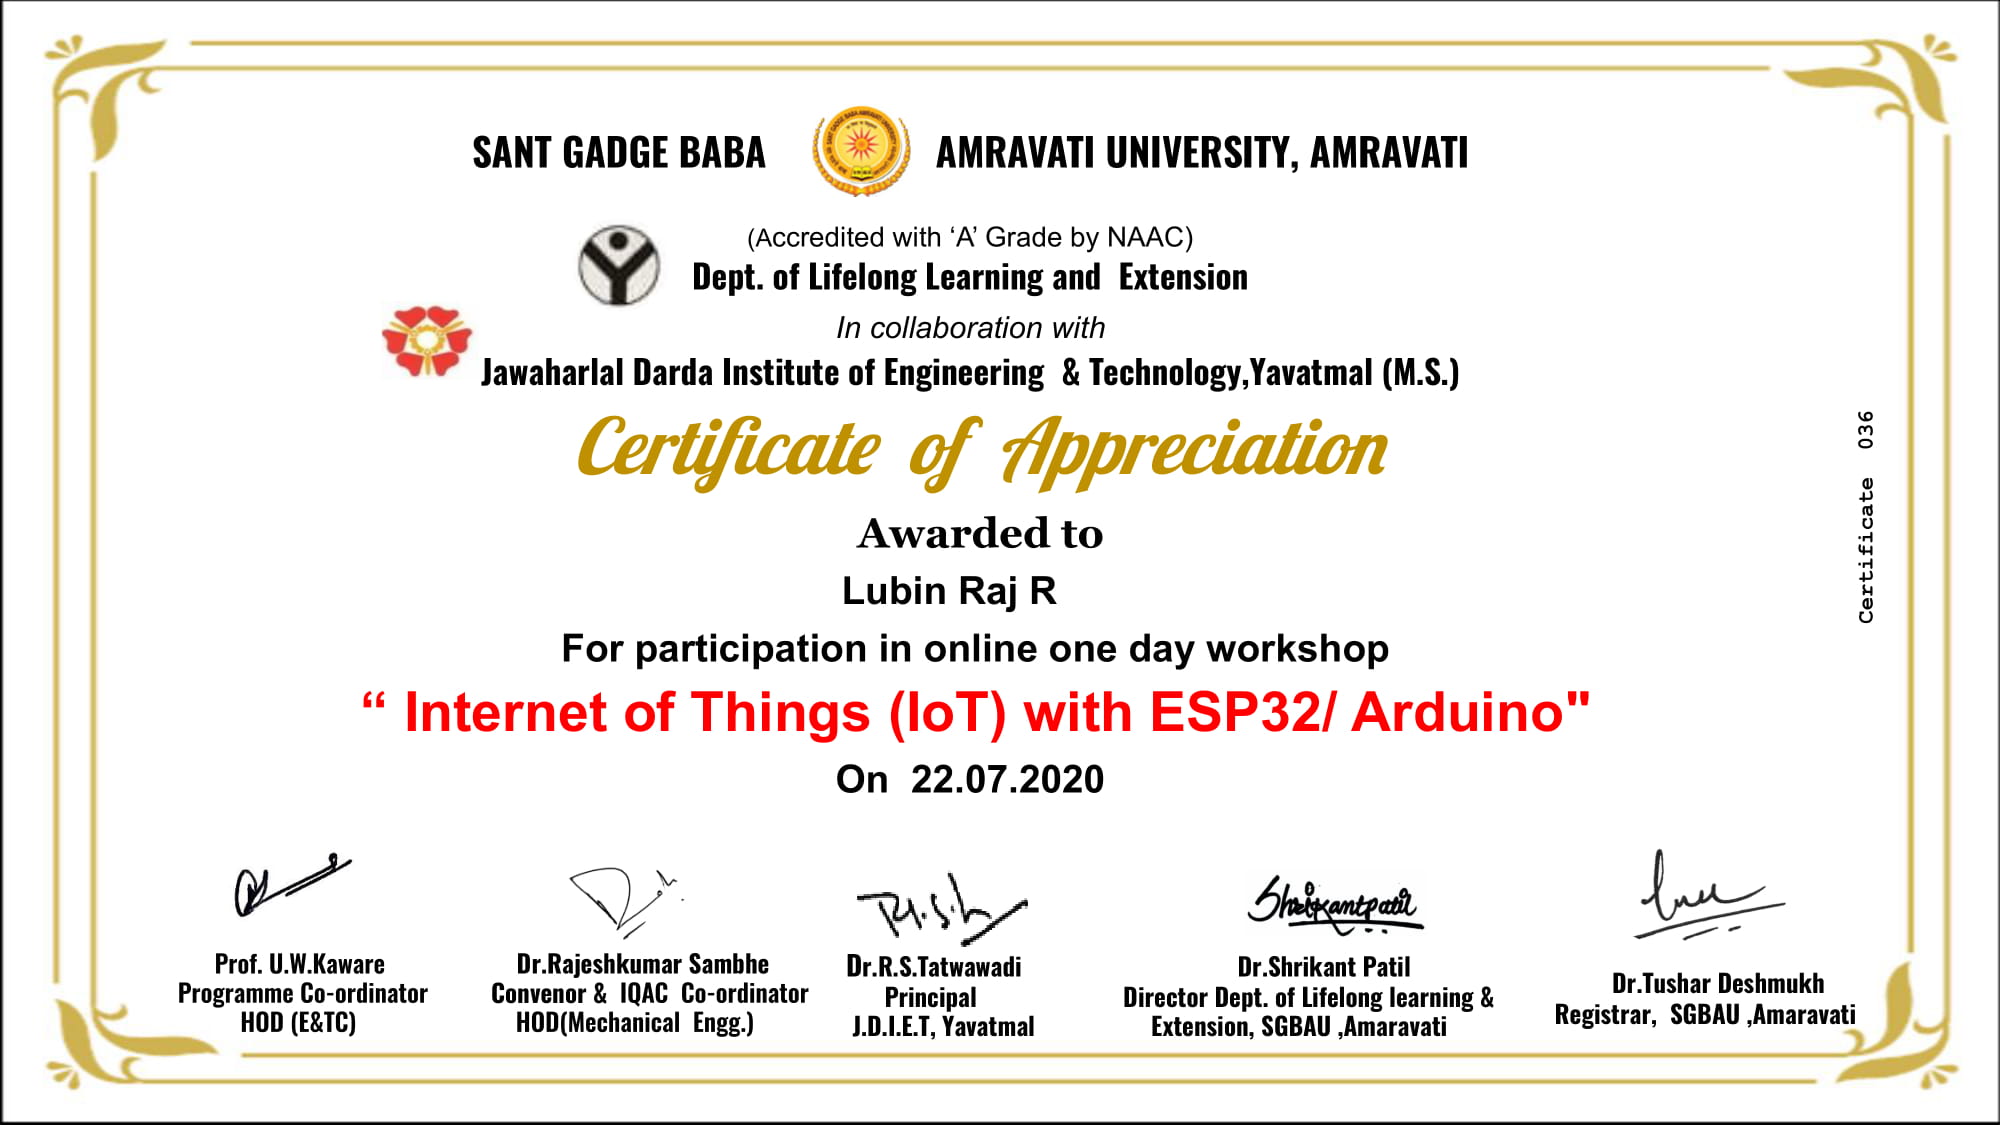 SANT GADGE BABA AMRAVATI UNIVERSITY, AMRAVATI
(Accredited with ‘A’ Grade by NAAC)
Dept. of Lifelong Learning and Extension
In collaboration with
Jawaharlal Darda Institute of Engineering & Technology,Yavatmal (M.S.)
Certificate of Appreciation
Awarded to
Lubin Raj R
For participation in online one day workshop
“ Internet of Things (IoT) with ESP32/ Arduino"
On 22.07.2020
Certificate 036
Shrikantpatil
Prof. U.W.Kaware
Programme Co-ordinator
HOD (E&TC)
Dr.Rajeshkumar Sambhe
Convenor & IQAC Co-ordinator
HOD(Mechanical Engg.)
Dr.R.S.Tatwawadi
Principal
J.D.I.E.T, Yavatmal
Dr.Shrikant Patil
Director Dept. of Lifelong learning &
Extension, SGBAU ,Amaravati
Dr.Tushar Deshmukh
Registrar, SGBAU ,Amaravati